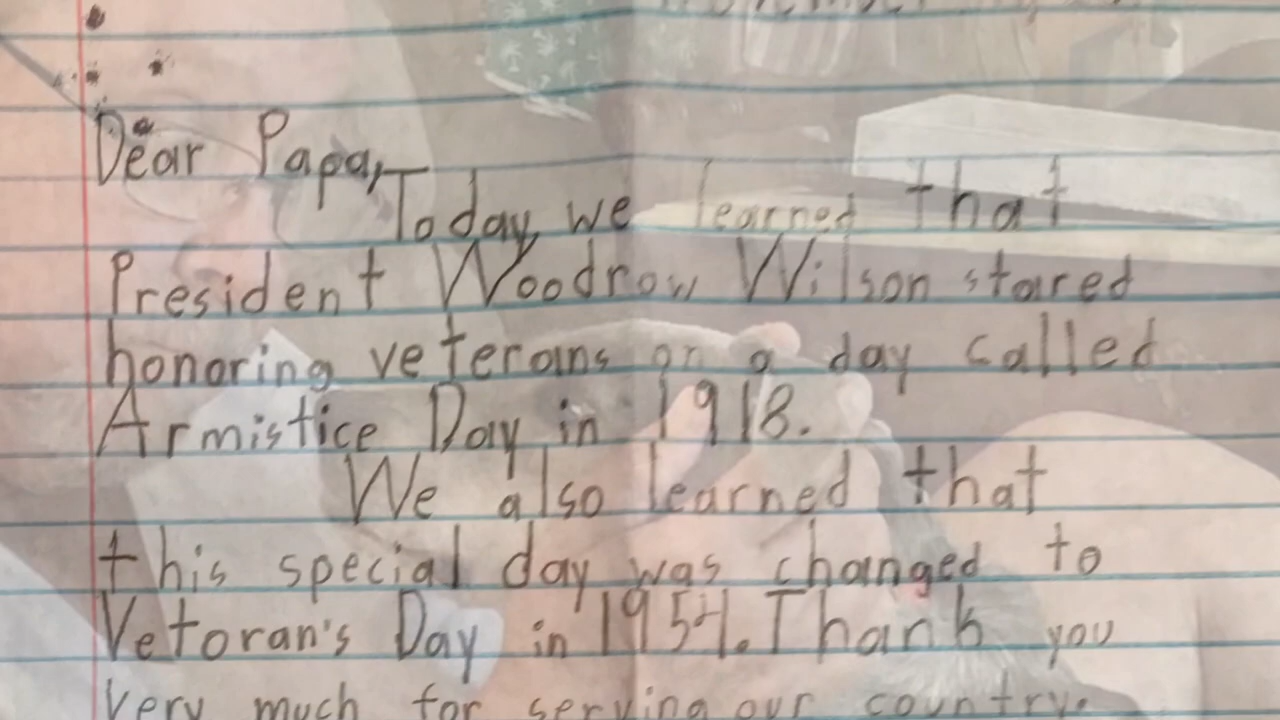 Dear Papa,
Today, we learned that
President Woodrow Wilson stared
honoring veterans on a day called
Armistice Day in 1918.
We also learned that
this special day was changed to
Vetoran's Day in 1954. Thank you
very much for serving our country.